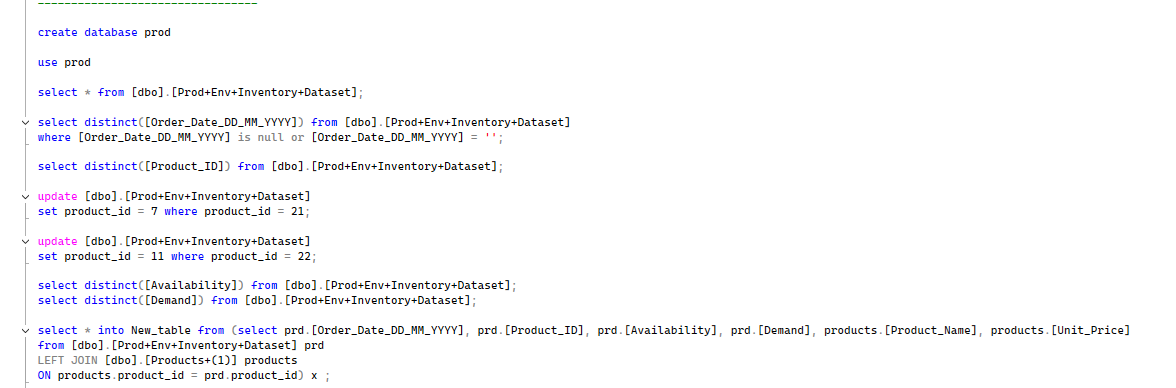 ---------------------------------
create database prod
use prod
select * from [dbo].[Prod+Env+Inventory+Dataset];
select distinct([Order_Date_DD_MM_YYYY]) from [dbo].[Prod+Env+Inventory+Dataset]
where [Order_Date_DD_MM_YYYY] is null or [Order_Date_DD_MM_YYYY] = '';
select distinct([Product_ID]) from [dbo].[Prod+Env+Inventory+Dataset];
update [dbo].[Prod+Env+Inventory+Dataset]
set product_id = 7 where product_id = 21;
update [dbo].[Prod+Env+Inventory+Dataset]
set product_id = 11 where product_id = 22;
select distinct([Availability]) from [dbo].[Prod+Env+Inventory+Dataset];
select distinct([Demand]) from [dbo].[Prod+Env+Inventory+Dataset];
select * into New_table from (select prd.[Order_Date_DD_MM_YYYY], prd.[Product_ID], prd.[Availability], prd.[Demand], products.[Product_Name], products.[Unit_Price]
from [dbo].[Prod+Env+Inventory+Dataset] prd
LEFT JOIN [dbo].[Products+(1)] products
ON products.product_id = prd.product_id) x ;